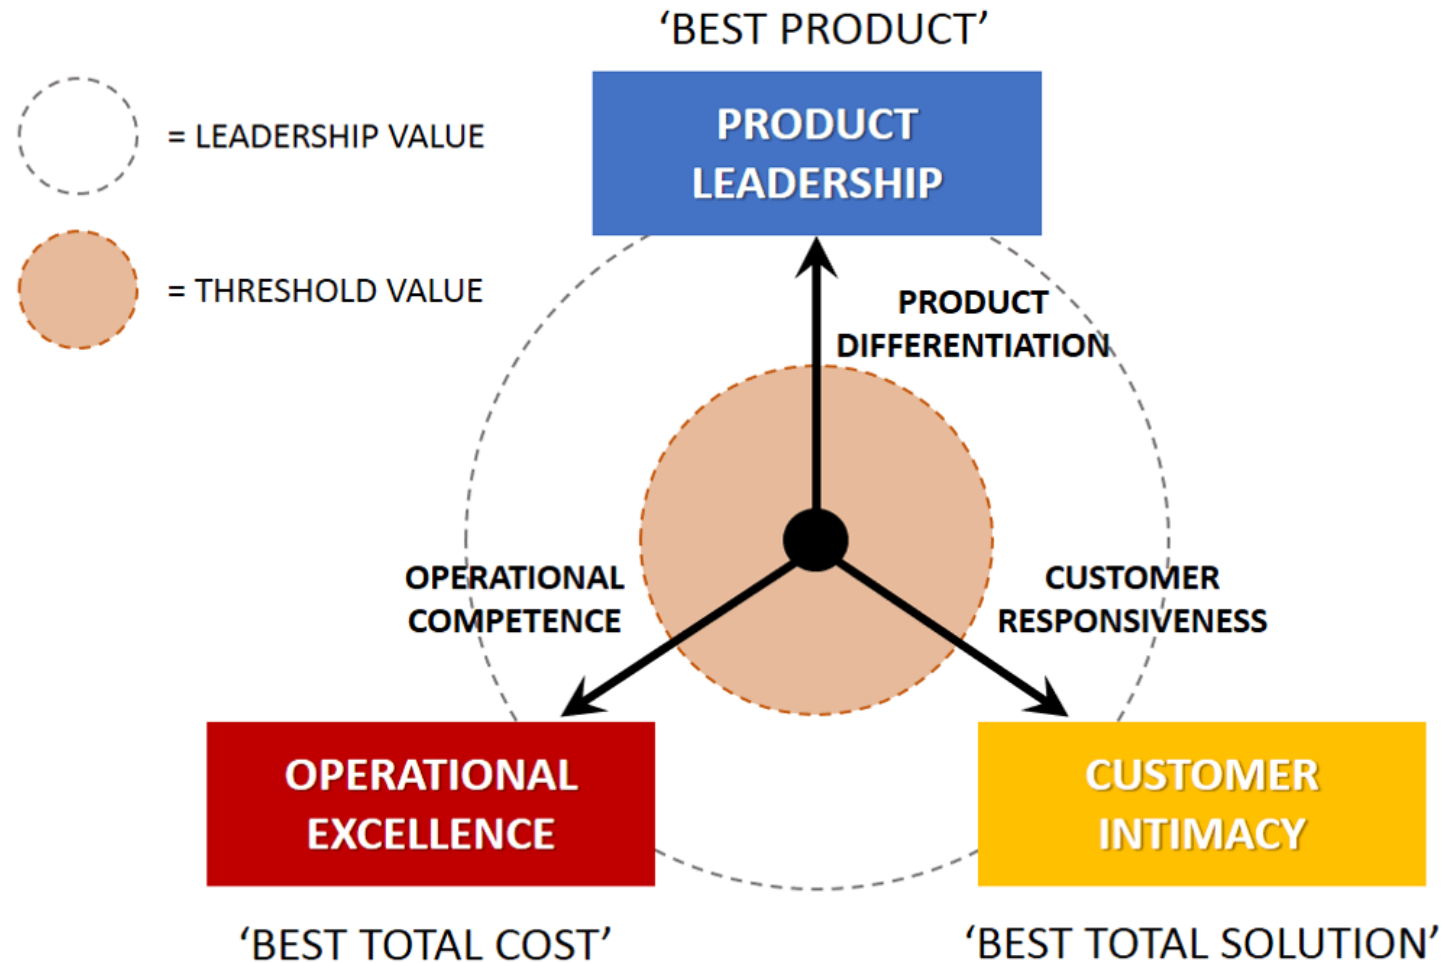 ‘BEST PRODUCT’
PRODUCT
LEADERSHIP
= LEADERSHIP VALUE
= THRESHOLD VALUE
PRODUCT
DIFFERENTIATION
OPERATIONAL
COMPETENCE
CUSTOMER
RESPONSIVENESS
OPERATIONAL
EXCELLENCE
CUSTOMER
INTIMACY
‘BEST TOTAL COST’
‘BEST TOTAL SOLUTION’